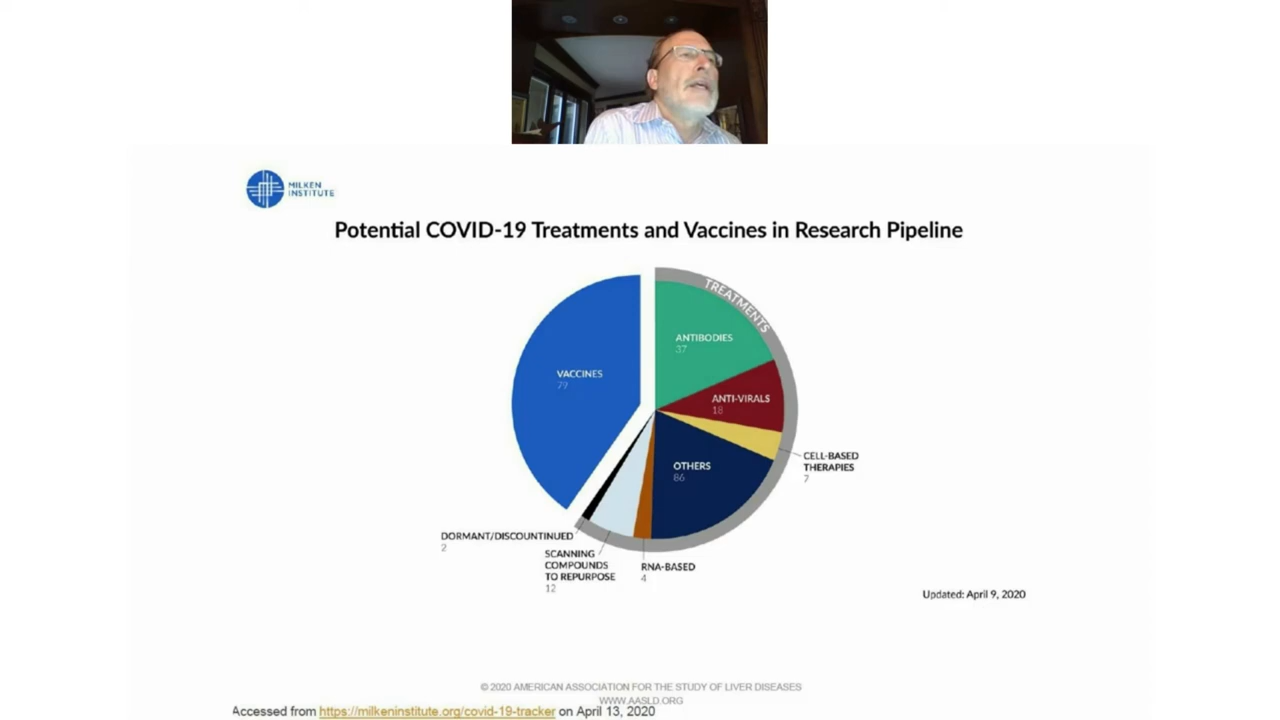 MILKEN
INSTITUTE
Potential COVID-19 Treatments and Vaccines in Research Pipeline
TREATMENTS
ANTIBODIES
37
VACCINES
79
ANTI-VIRALS
18
CELL-BASED
THERAPIES
7
OTHERS
86
DORMANT/DISCOUNTINUED
2
SCANNING
COMPOUNDS
TO REPURPOSE
12
RNA-BASED
4
Updated: April 9, 2020
© 2020 AMERICAN ASSOCIATION FOR THE STUDY OF LIVER DISEASES
WWW.AASLD.ORG
Accessed from https://milkeninstitute.org/covid-19-tracker on April 13, 2020